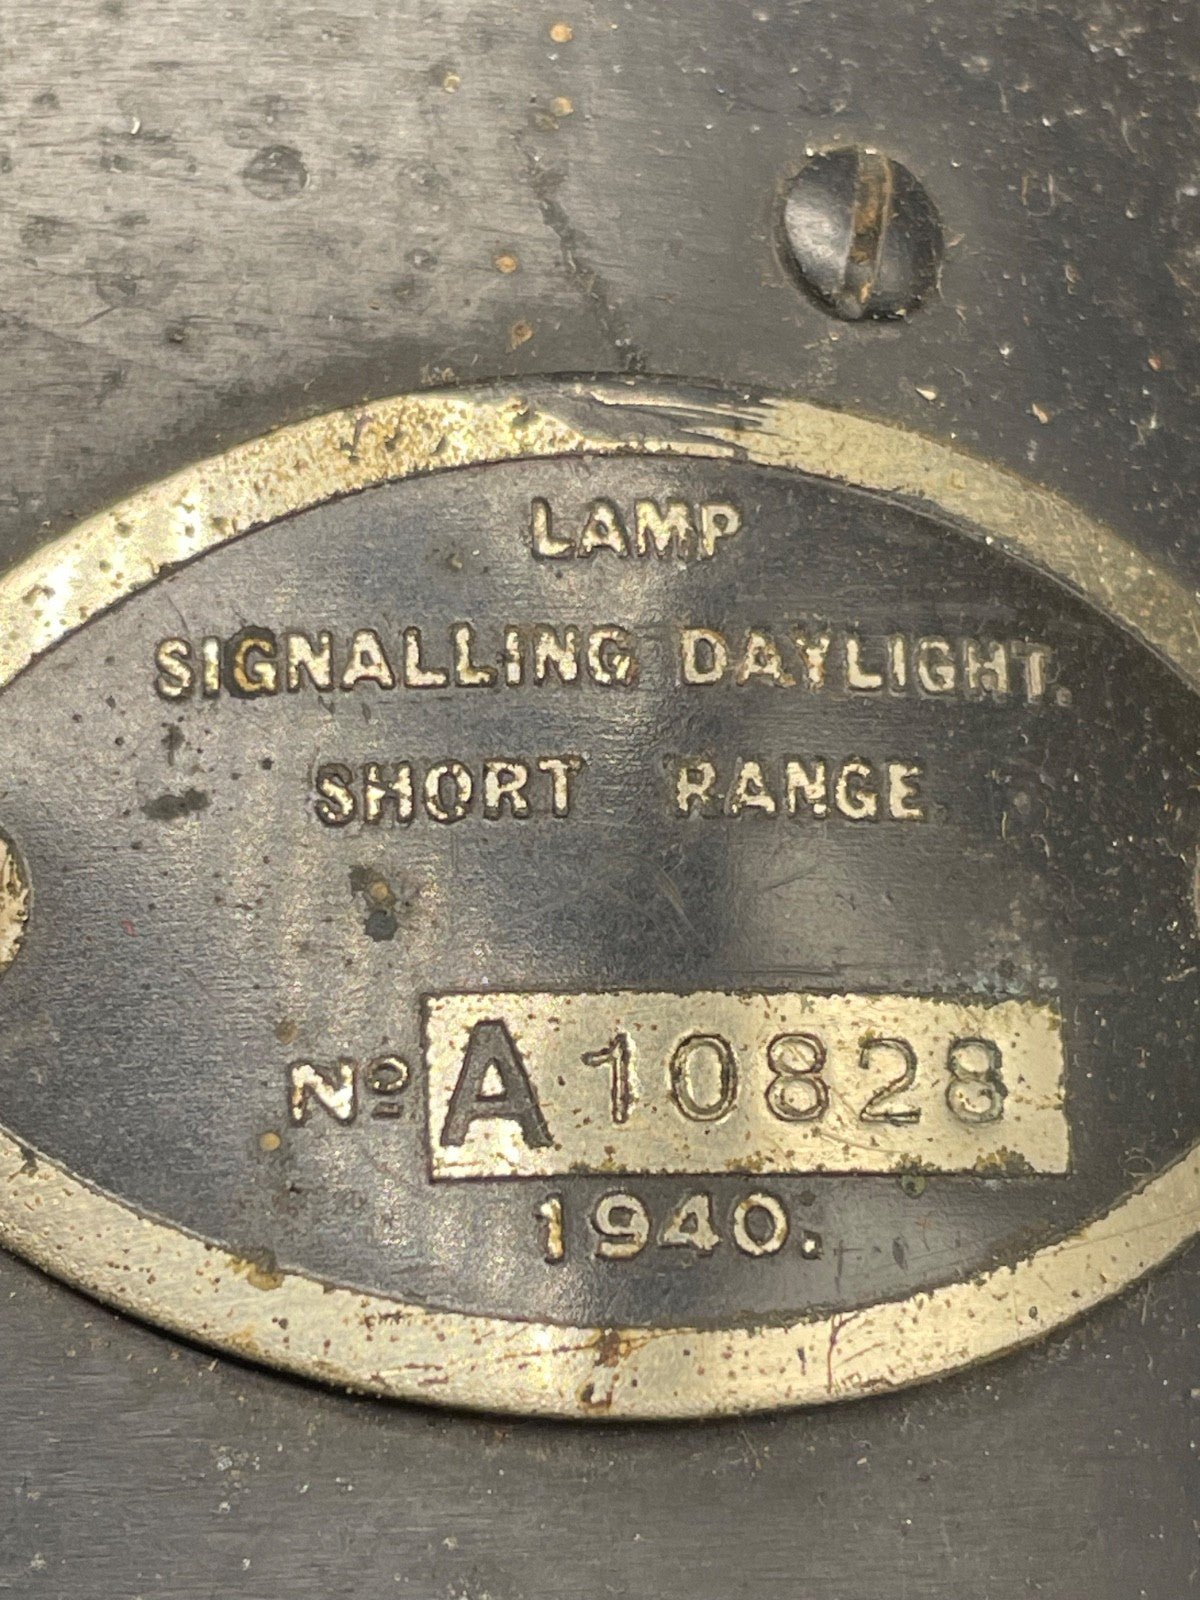 LAMP
SIGNALLING DAYLIGHT.
SHORT RANGE
Nº A 10828
1940.